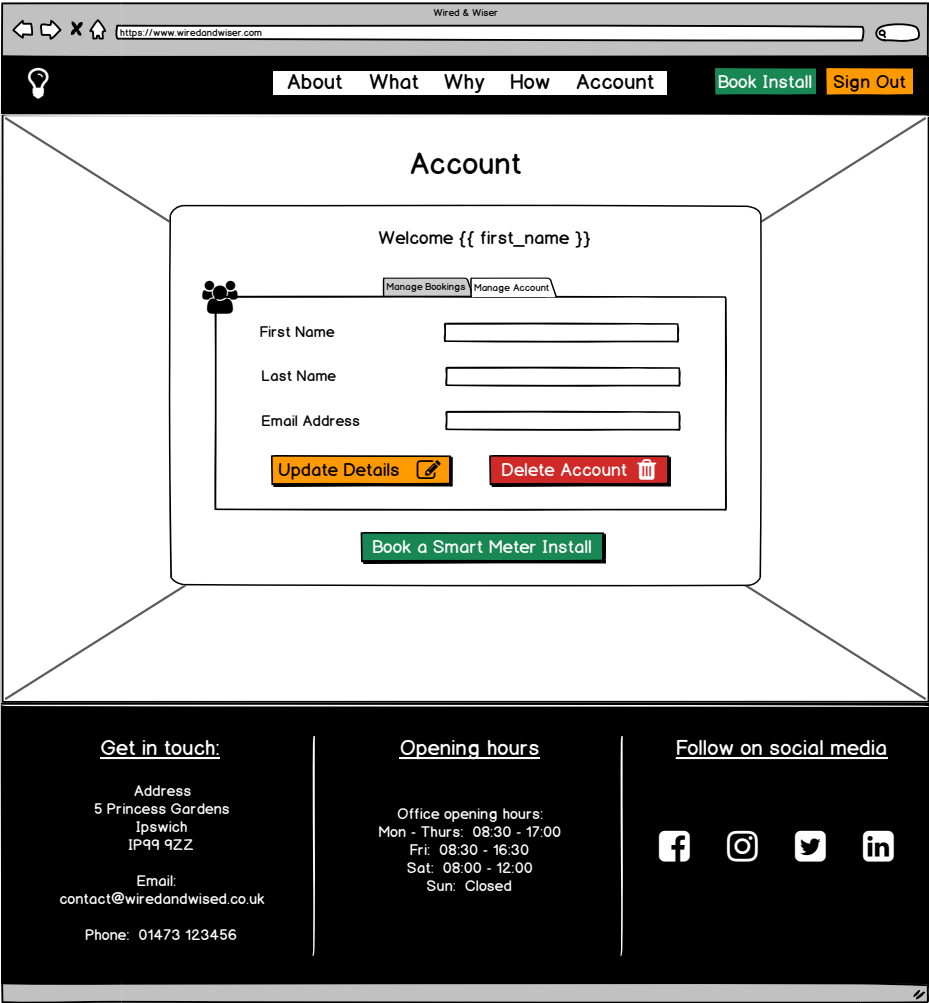 Wired & Wiser
https://www.wiredandwiser.com
About What Why How Account
Book Install
Sign Out
Account
Welcome {{ first_name }}
Manage Bookings
Manage Account
First Name
Last Name
Email Address
Update Details
Delete Account
Book a Smart Meter Install
Get in touch:
Address
5 Princess Gardens
Ipswich
IP99 9ZZ
Email:
contact@wiredandwised.co.uk
Phone: 01473 123456
Opening hours
Office opening hours:
Mon - Thurs: 08:30 - 17:00
Fri: 08:30 - 16:30
Sat: 08:00 - 12:00
Sun: Closed
Follow on social media